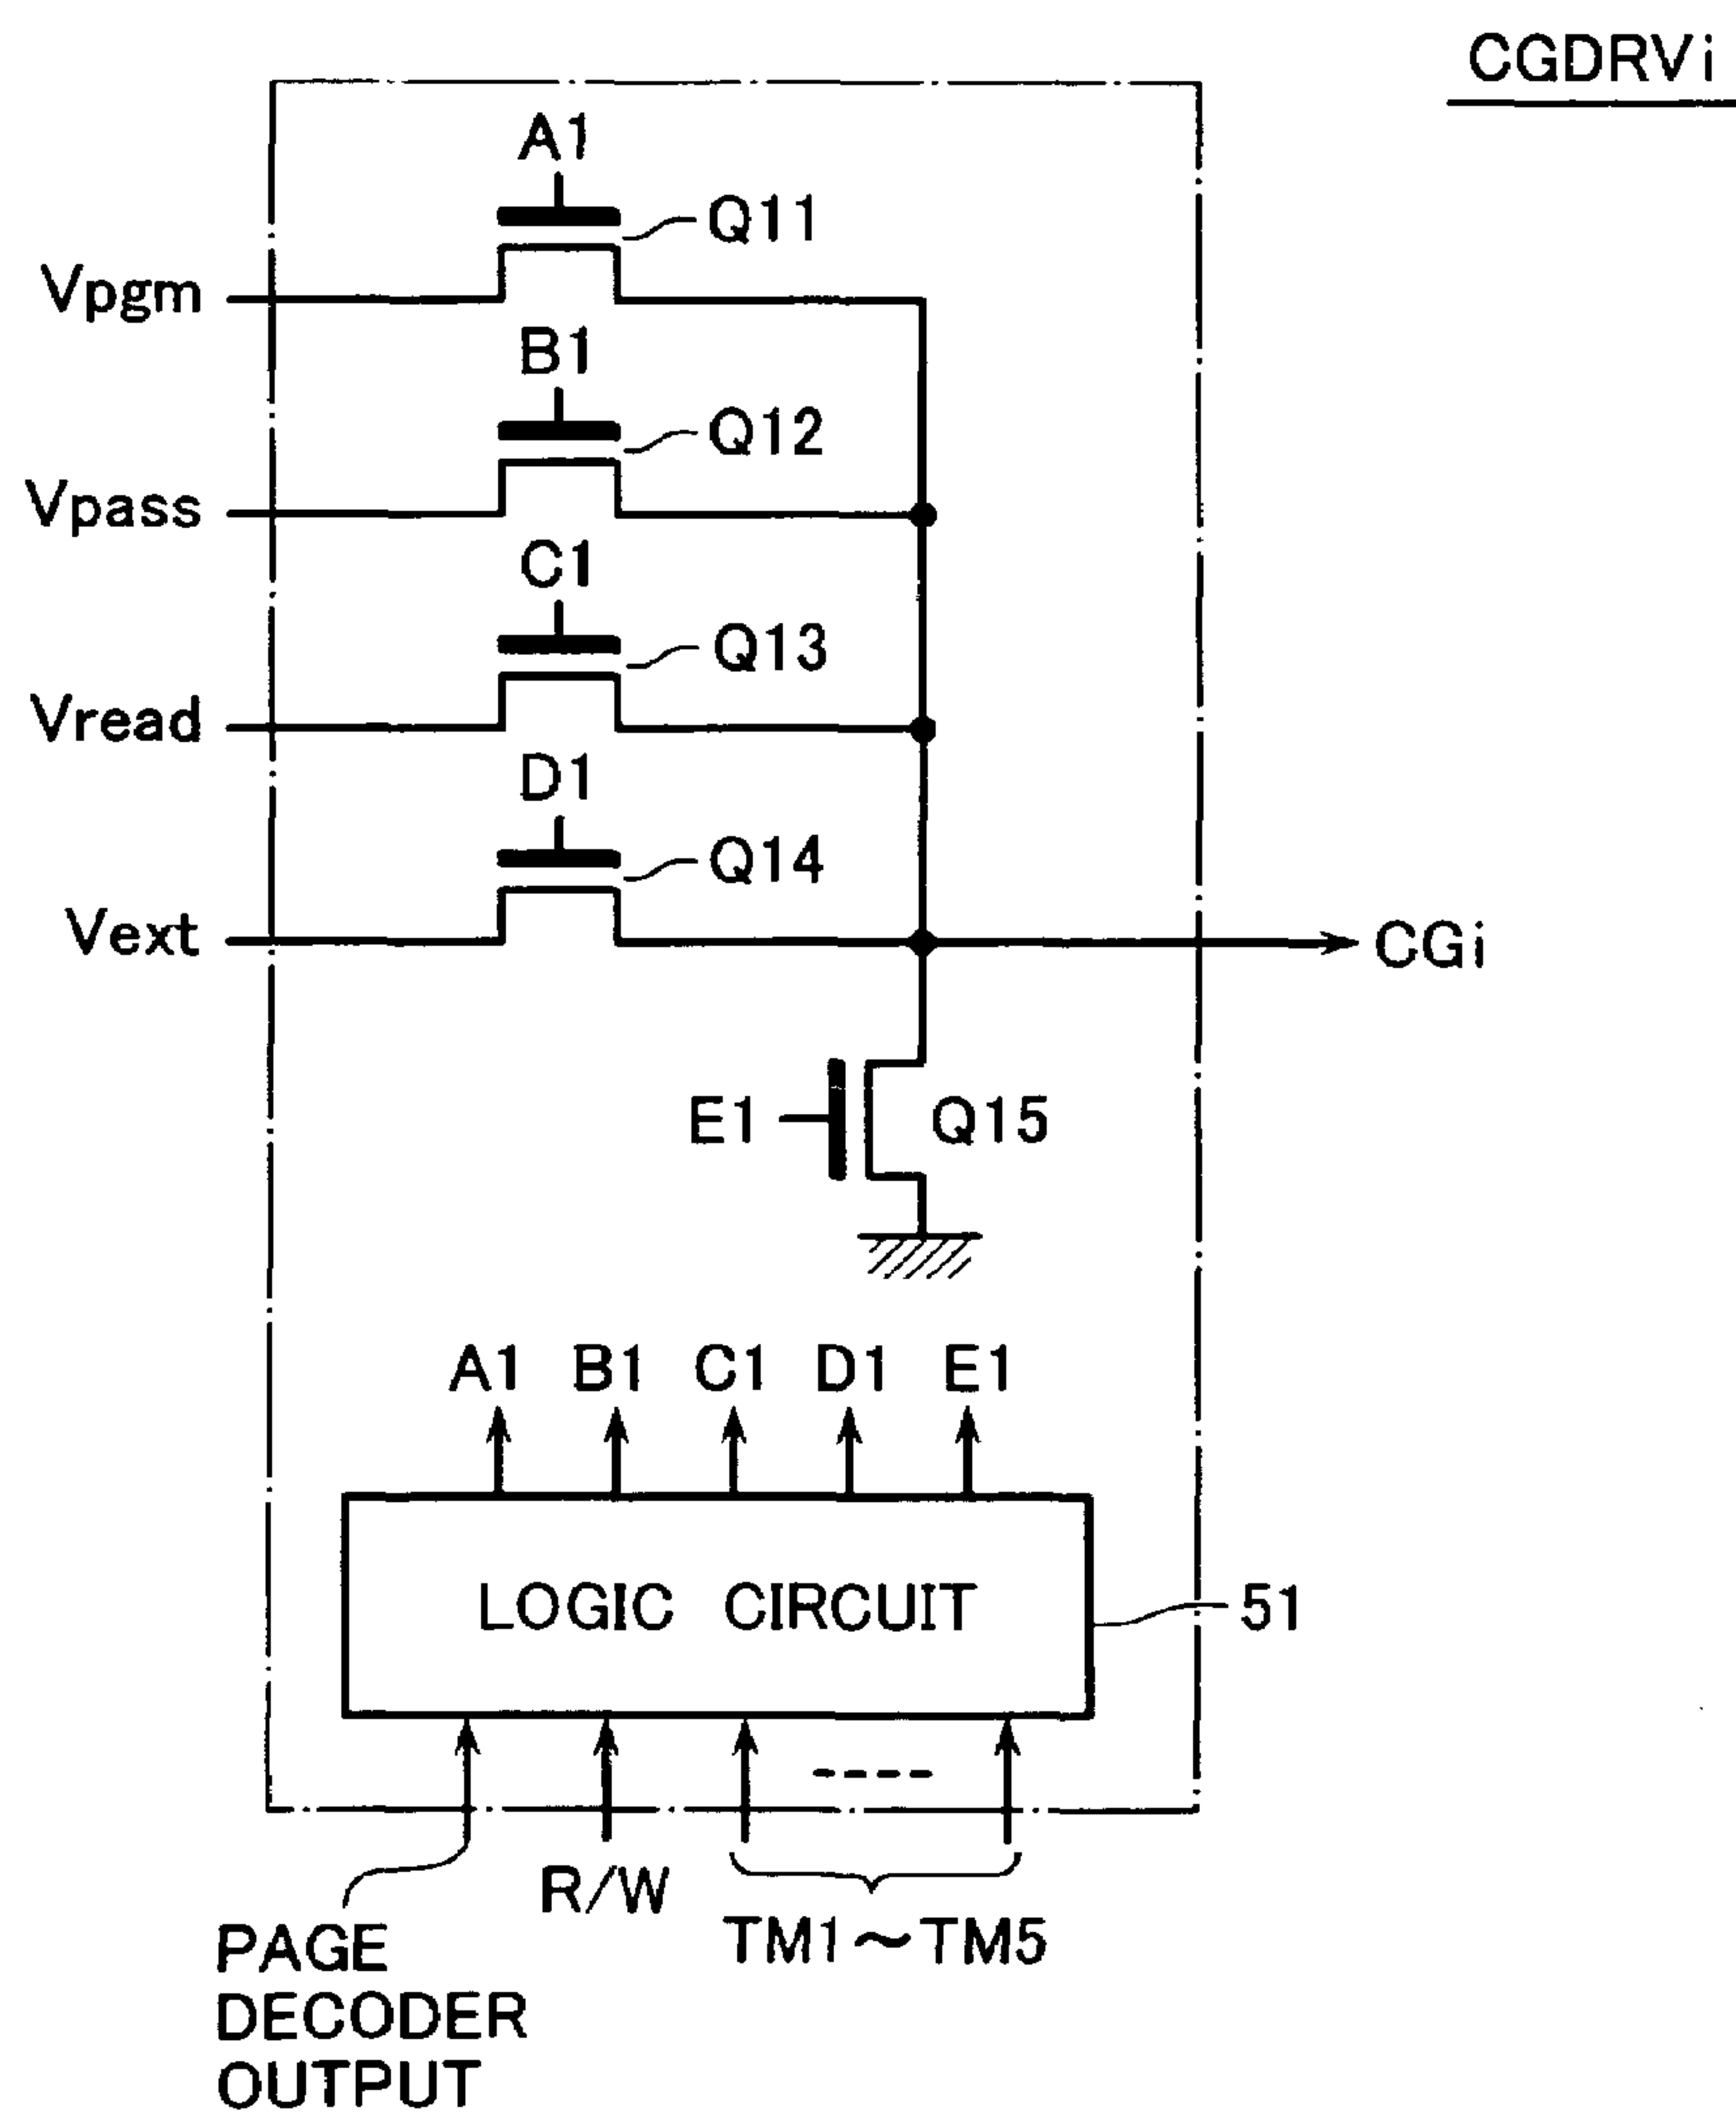 CGDRVi
A1
Q11
Vpgm
B1
Q12
Vpass
C1
Q13
Vread
D1
Q14
Vext
CGi
E1
Q15
A1 B1 C1 D1 E1
LOGIC CIRCUIT
51
R/W
TM1~TM5
PAGE
DECODER
OUTPUT